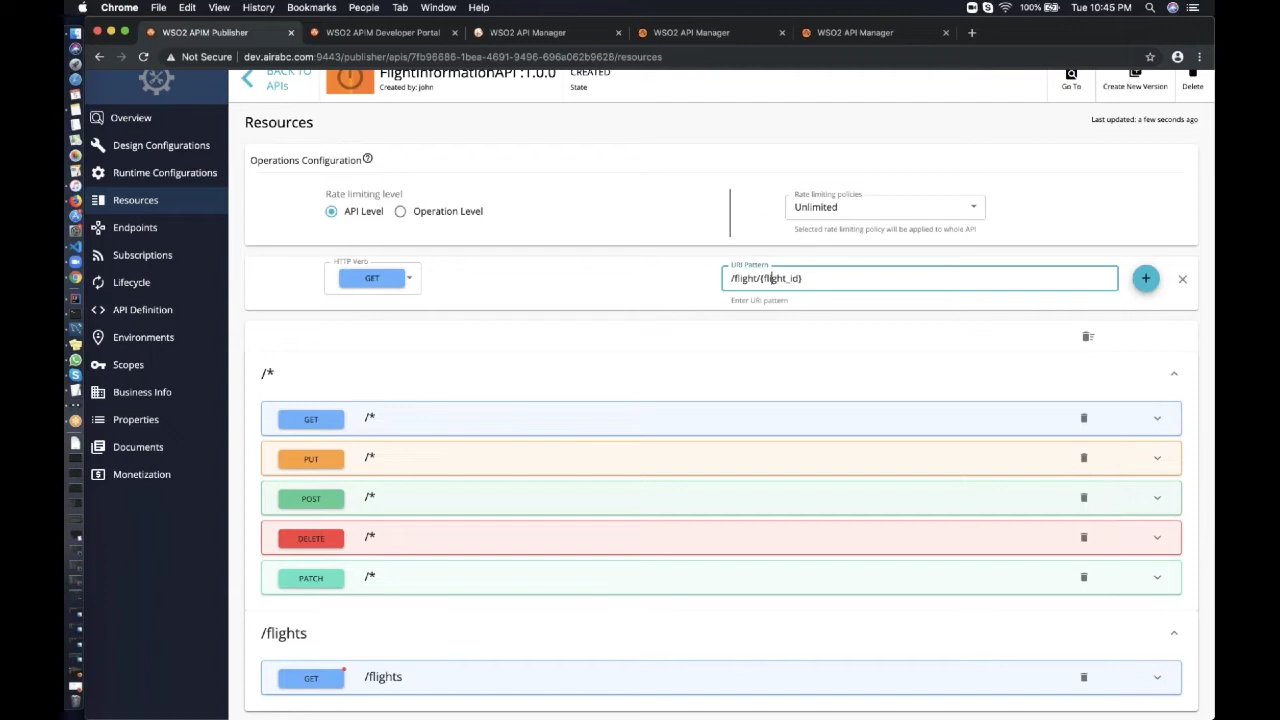 Chrome File Edit View History Bookmarks People Tab Window Help 100% Tue 10:45 PM
WSO2 APIM Publisher WSO2 APIM Developer Portal WSO2 API Manager WSO2 API Manager WSO2 API Manager
Not Secure dev.airabc.org:9443/publisher/apis/7fb96686-1bea-4691-9496-696a062b9628/resources
BACK TO
APIs
FlightInformationAPI :1.0.0
Created by: john
CREATED
State
Go To
Create New Version
Delete
Overview
Design Configurations
Runtime Configurations
Resources
Endpoints
Subscriptions
Lifecycle
API Definition
Environments
Scopes
Business Info
Properties
Documents
Monetization
Resources
Last updated: a few seconds ago
Operations Configuration
Rate limiting level
API Level Operation Level
Rate limiting policies
Unlimited
Selected rate limiting policy will be applied to whole API
HTTP Verb
GET
URI Pattern
/flight/{flight_id}
Enter URI pattern
/*
GET /*
PUT /*
POST /*
DELETE /*
PATCH /*
/flights
GET /flights